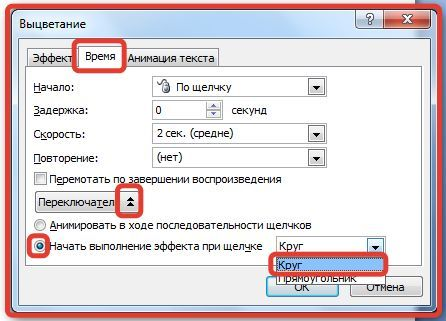 Выцветание
Эффект Время Анимация текста
Начало: По щелчку
Задержка: 0 секунд
Скорость: 2 сек. (средне)
Повторение: (нет)
Перемотать по завершении воспроизведения
Переключатели
Анимировать в ходе последовательности щелчков
Начать выполнение эффекта при щелчке Круг
Круг
Прямоугольник
ОК Отмена